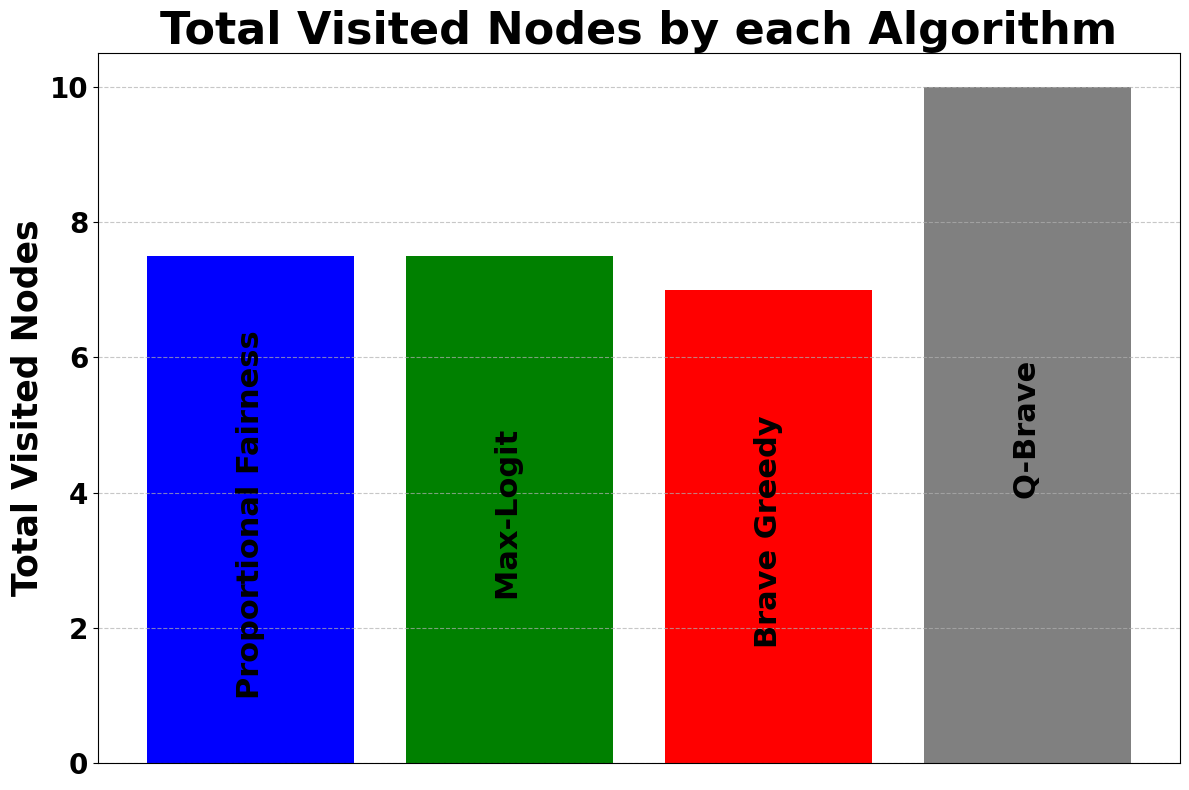 Total Visited Nodes by each Algorithm
Total Visited Nodes
10
8
6
4
2
0
Proportional Fairness
Max-Logit
Brave Greedy
Q-Brave